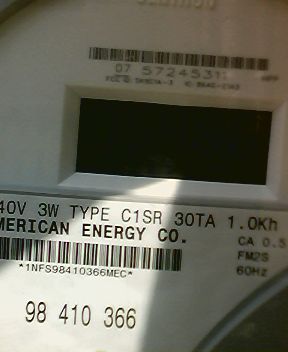 07 57245311
40V 3W TYPE C1SR 30TA 1.0Kh
MERICAN ENERGY CO.
CA 0.5
*1NFS98410366MEC*
FM2S
60Hz
98 410 366